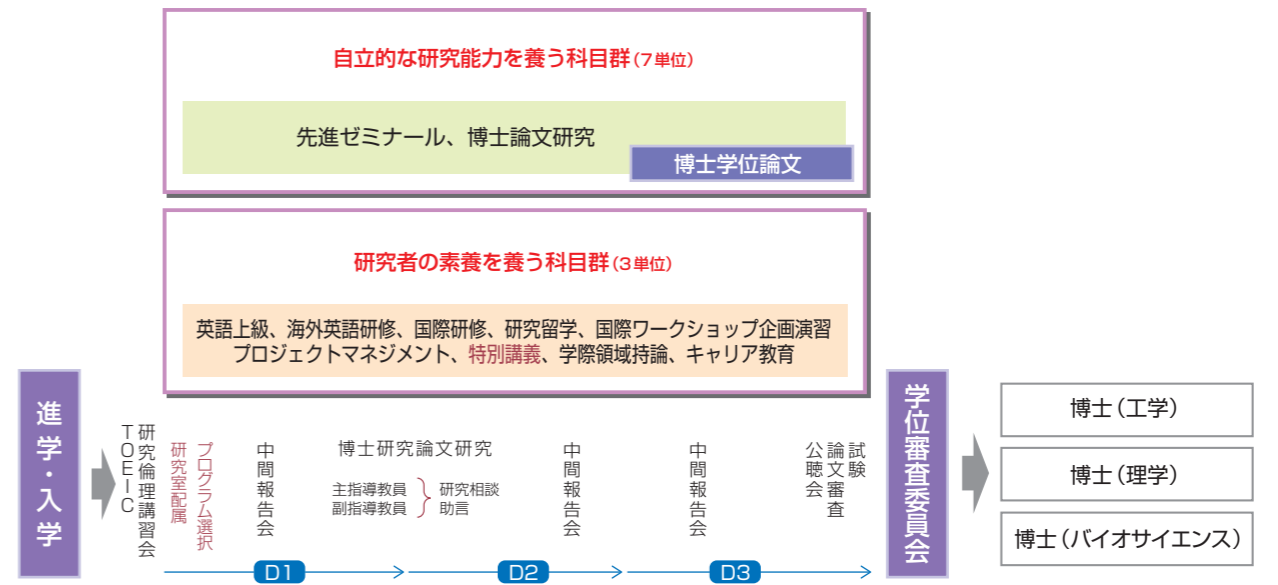 自立的な研究能力を養う科目群(7単位)
先進ゼミナール、博士論文研究
博士学位論文
研究者の素養を養う科目群(3単位)
英語上級、海外英語研修、国際研修、研究留学、国際ワークショップ企画演習
プロジェクトマネジメント、特別講義、学際領域持論、キャリア教育
進学・入学
研究倫理講習会
TOEIC
プログラム選択
研究室配属
中間報告会
博士研究論文研究
主指導教員
副指導教員
研究相談
助言
中間報告会
中間報告会
試験
論文審査
公聴会
D1
D2
D3
学位審査委員会
博士(工学)
博士(理学)
博士(バイオサイエンス)